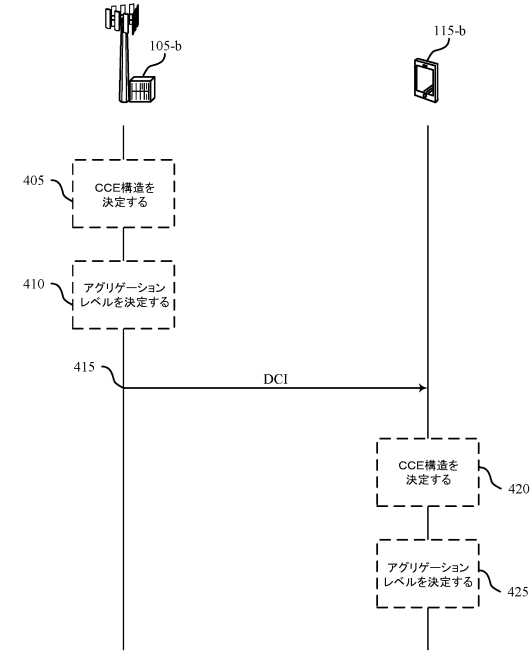 105-b
115-b
405
CCE構造を
決定する
410
アグリゲーション
レベルを決定する
415
DCI
CCE構造を
決定する
420
アグリゲーション
レベルを決定する
425